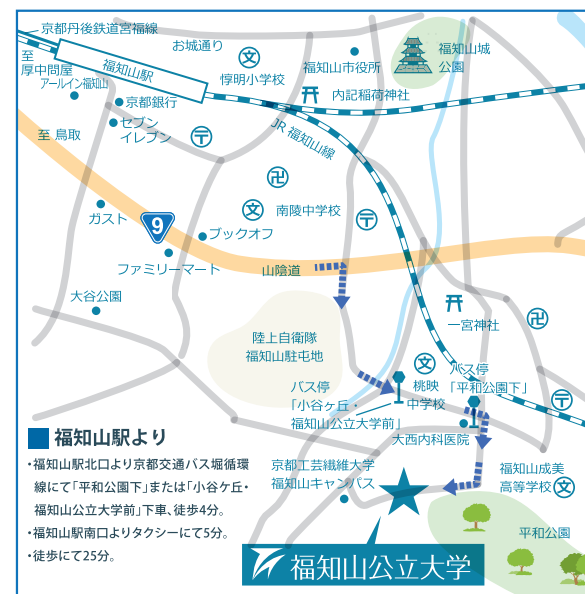 京都丹後鉄道宮福線
至
厚中問屋
アールイン福知山
福知山駅
お城通り
文
惇明小学校
福知山市役所
福知山城
公園
内記稲荷神社
京都銀行
セブン
イレブン
〒
JR福知山線
至 鳥取
卍
文
南陵中学校
〒
ガスト
9
ブックオフ
ファミリーマート
山陰道
大谷公園
一宮神社
卍
陸上自衛隊
福知山駐屯地
文
桃映
中学校
バス停
「平和公園下」
バス停
「小谷ヶ丘・
福知山公立大学前」
〒
大西内科医院
京都工芸繊維大学
福知山キャンパス
福知山成美
高等学校
文
平和公園
福知山駅より
・福知山駅北口より京都交通バス堀循環
線にて「平和公園下」または「小谷ケ丘・
福知山公立大学前」下車、徒歩4分。
・福知山駅南口よりタクシーにて5分。
・徒歩にて25分。
福知山公立大学